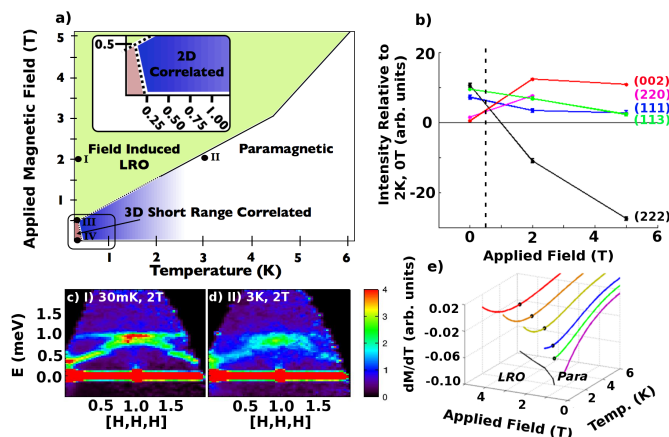 a)
Applied Magnetic Field (T)
5
4
3
2
1
0.5
2D
Correlated
0.25
0.50
0.75
1.00
Field Induced
LRO
Paramagnetic
3D Short Range Correlated
I
II
III
IV
1 2 3 4 5 6
Temperature (K)
b)
Intensity Relative to
2K, 0T (arb. units)
20
0
-20
(002)
(220)
(111)
(113)
(222)
0 2 4 6
Applied Field (T)
c) I) 30mK, 2T
d) II) 3K, 2T
E (meV)
1.5
1.0
0.5
0.0
0.5 1.0 1.5
[H,H,H]
0.5 1.0 1.5
[H,H,H]
4
3
2
1
0
e)
dM/dT (arb. units)
0.02
-0.02
-0.06
-0.10
LRO
Para
4 2 0
Applied Field (T)
0 2 4 6
Temp. (K)